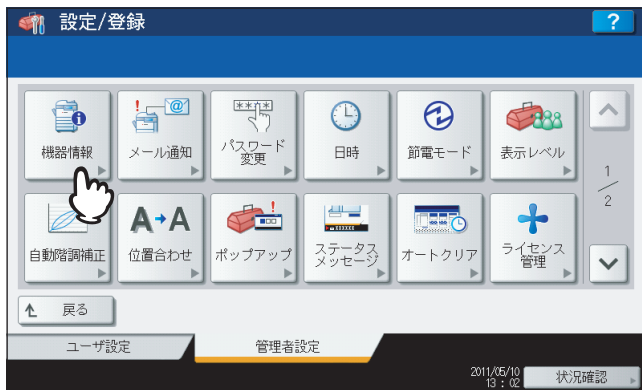 設定/登録
?
機器情報
!
@
メール通知
****
パスワード
変更
日時
節電モード
表示レベル
1
/
2
自動階調補正
A→A
位置合わせ
!
ポップアップ
ステータス
メッセージ
オートクリア
ライセンス
管理
戻る
ユーザ設定
管理者設定
2011/05/10
13:02
状況確認